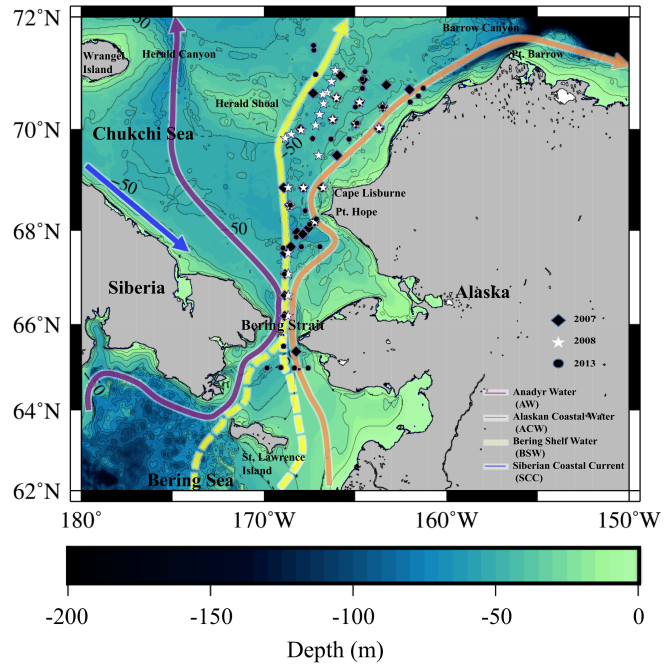 72°N
70°N
68°N
66°N
64°N
62°N
180°
170°W
160°W
150°W
-50
Wrangel
Island
Herald Canyon
Barrow Canyon
Pt. Barrow
Herald Shoal
Chukchi Sea
-50
-50
50
Cape Lisburne
Pt. Hope
Siberia
Alaska
Bering Strait
St. Lawrence
Island
Bering Sea
2007
2008
2013
Anadyr Water
(AW)
Alaskan Coastal Water
(ACW)
Bering Shelf Water
(BSW)
Siberian Coastal Current
(SCC)
-200
-150
-100
-50
0
Depth (m)